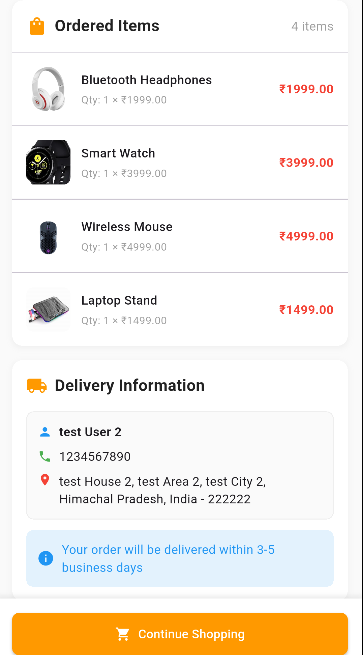 Ordered Items
4 items
Bluetooth Headphones
Qty: 1 × ₹1999.00
₹1999.00
Smart Watch
Qty: 1 × ₹3999.00
₹3999.00
Wireless Mouse
Qty: 1 × ₹4999.00
₹4999.00
Laptop Stand
Qty: 1 × ₹1499.00
₹1499.00
Delivery Information
test User 2
1234567890
test House 2, test Area 2, test City 2,
Himachal Pradesh, India - 222222
Your order will be delivered within 3-5
business days
Continue Shopping